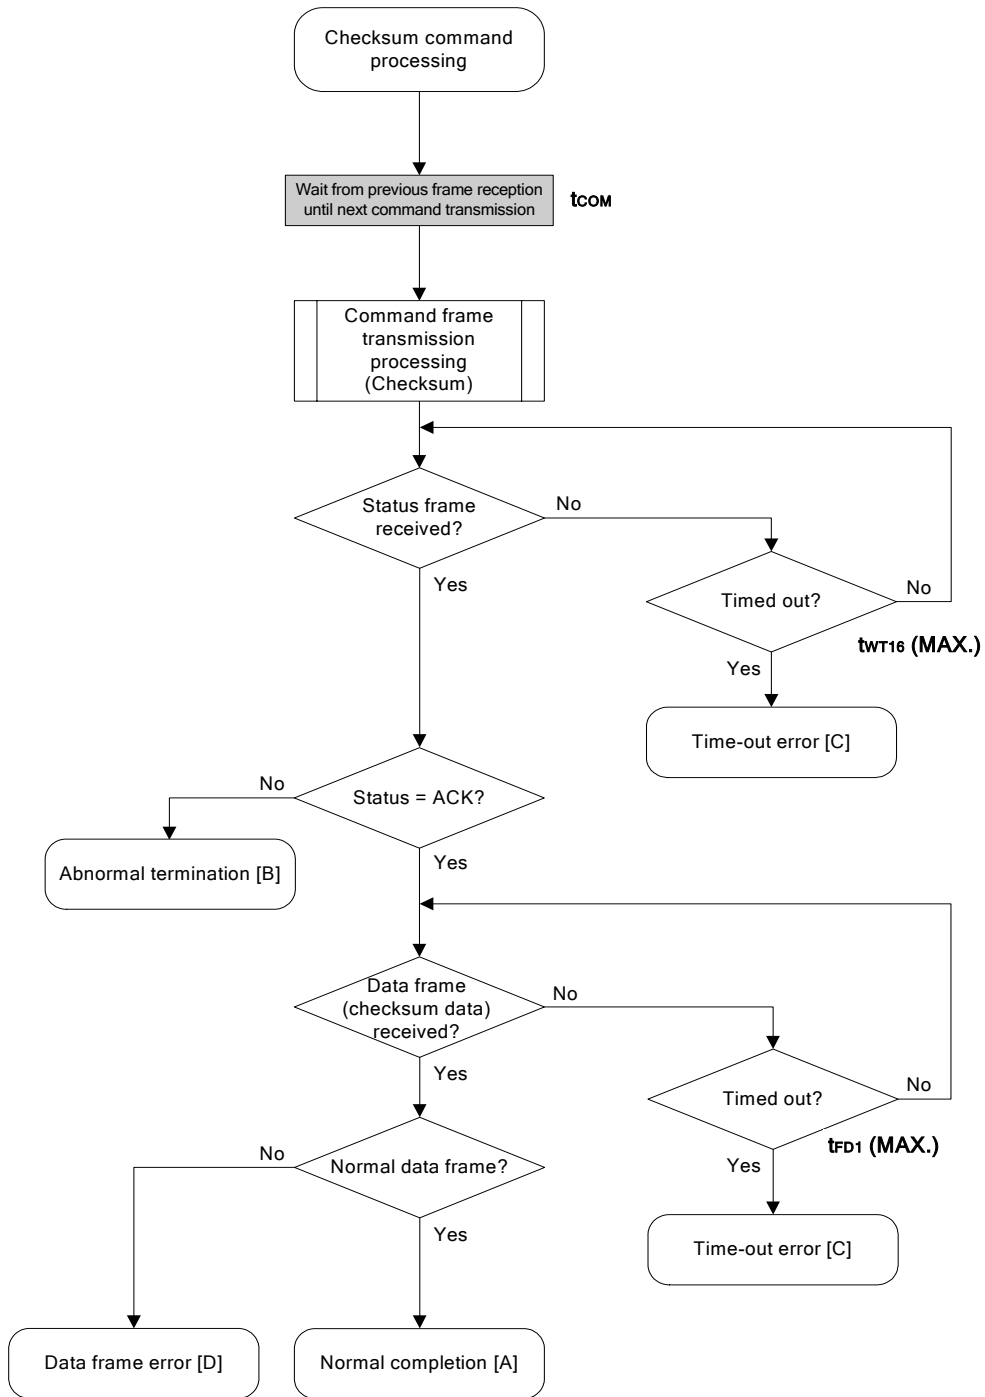 Checksum command
processing
Wait from previous frame reception
until next command transmission
tCOM
Command frame
transmission
processing
(Checksum)
Status frame
received?
No
Yes
Timed out?
No
tWT16 (MAX.)
Yes
Time-out error [C]
Status = ACK?
No
Abnormal termination [B]
Yes
Data frame
(checksum data)
received?
No
Yes
Timed out?
No
tFD1 (MAX.)
Yes
Time-out error [C]
Normal data frame?
No
Yes
Data frame error [D]
Normal completion [A]